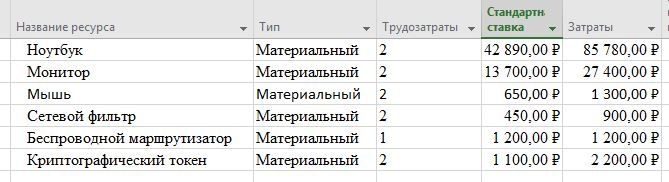 Название ресурса Тип Трудозатраты Стандартна ставка Затраты
Ноутбук Материальный 2 42 890,00 ₽ 85 780,00 ₽
Монитор Материальный 2 13 700,00 ₽ 27 400,00 ₽
Мышь Материальный 2 650,00 ₽ 1 300,00 ₽
Сетевой фильтр Материальный 2 450,00 ₽ 900,00 ₽
Беспроводной маршрутизатор Материальный 1 1 200,00 ₽ 1 200,00 ₽
Криптографический токен Материальный 2 1 100,00 ₽ 2 200,00 ₽